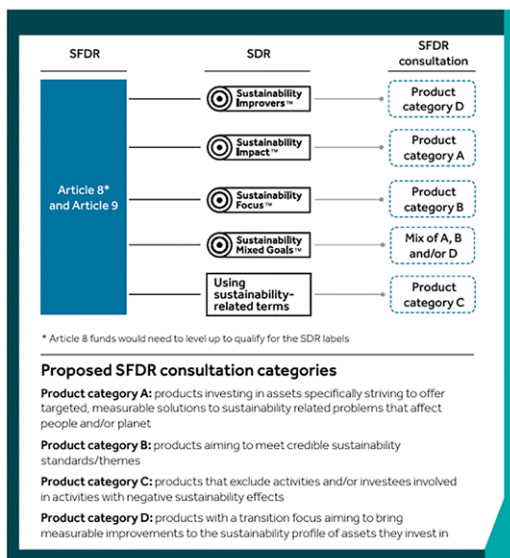 SFDR
SDR
SFDR
consultation
Article 8*
and Article 9
Sustainability
Improvers™
Product
category D
Sustainability
Impact™
Product
category A
Sustainability
Focus™
Product
category B
Sustainability
Mixed Goals™
Mix of A, B
and/or D
Using
sustainability-
related terms
Product
category C
* Article 8 funds would need to level up to qualify for the SDR labels
Proposed SFDR consultation categories
Product category A: products investing in assets specifically striving to offer
targeted, measurable solutions to sustainability related problems that affect
people and/or planet
Product category B: products aiming to meet credible sustainability
standards/themes
Product category C: products that exclude activities and/or investees involved
in activities with negative sustainability effects
Product category D: products with a transition focus aiming to bring
measurable improvements to the sustainability profile of assets they invest in